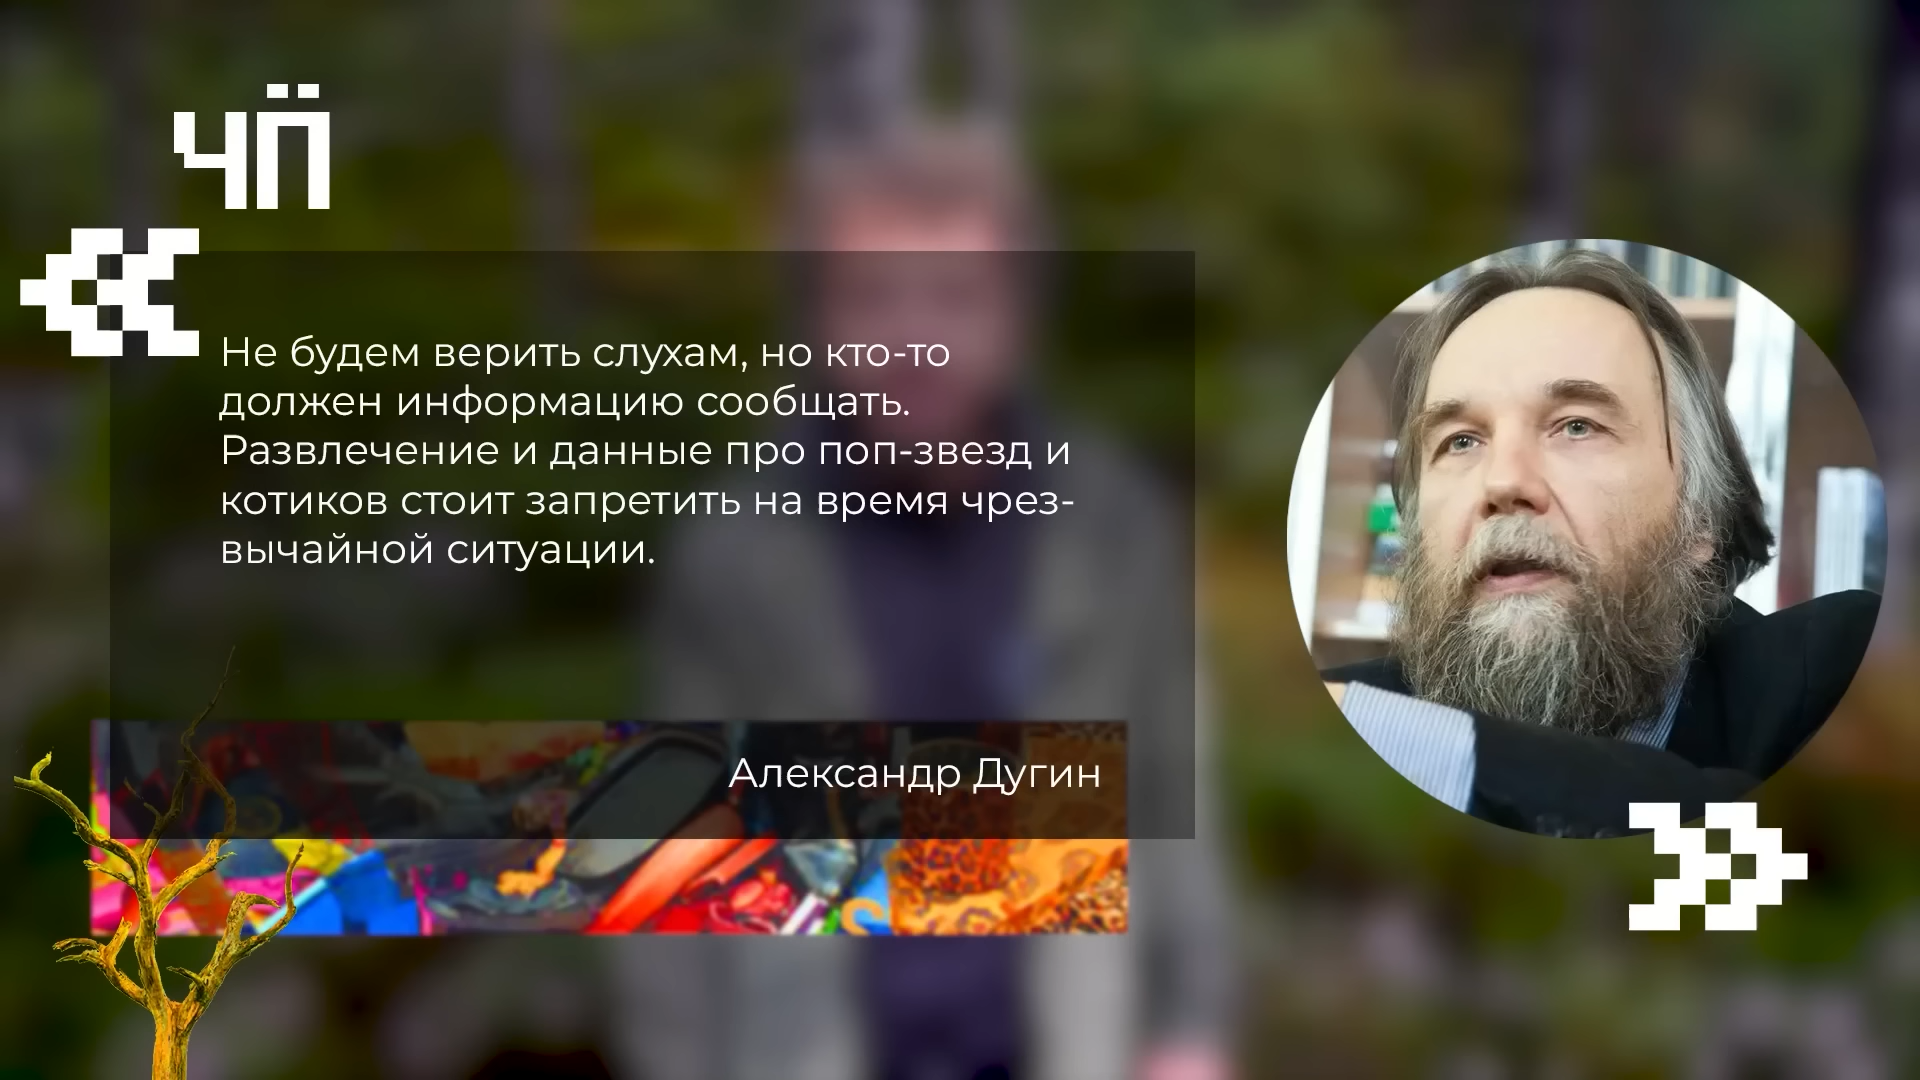 ЧП̈
Не будем верить слухам, но кто-то
должен информацию сообщать.
Развлечение и данные про поп-звезд и
котиков стоит запретить на время чрез-
вычайной ситуации.
Александр Дугин